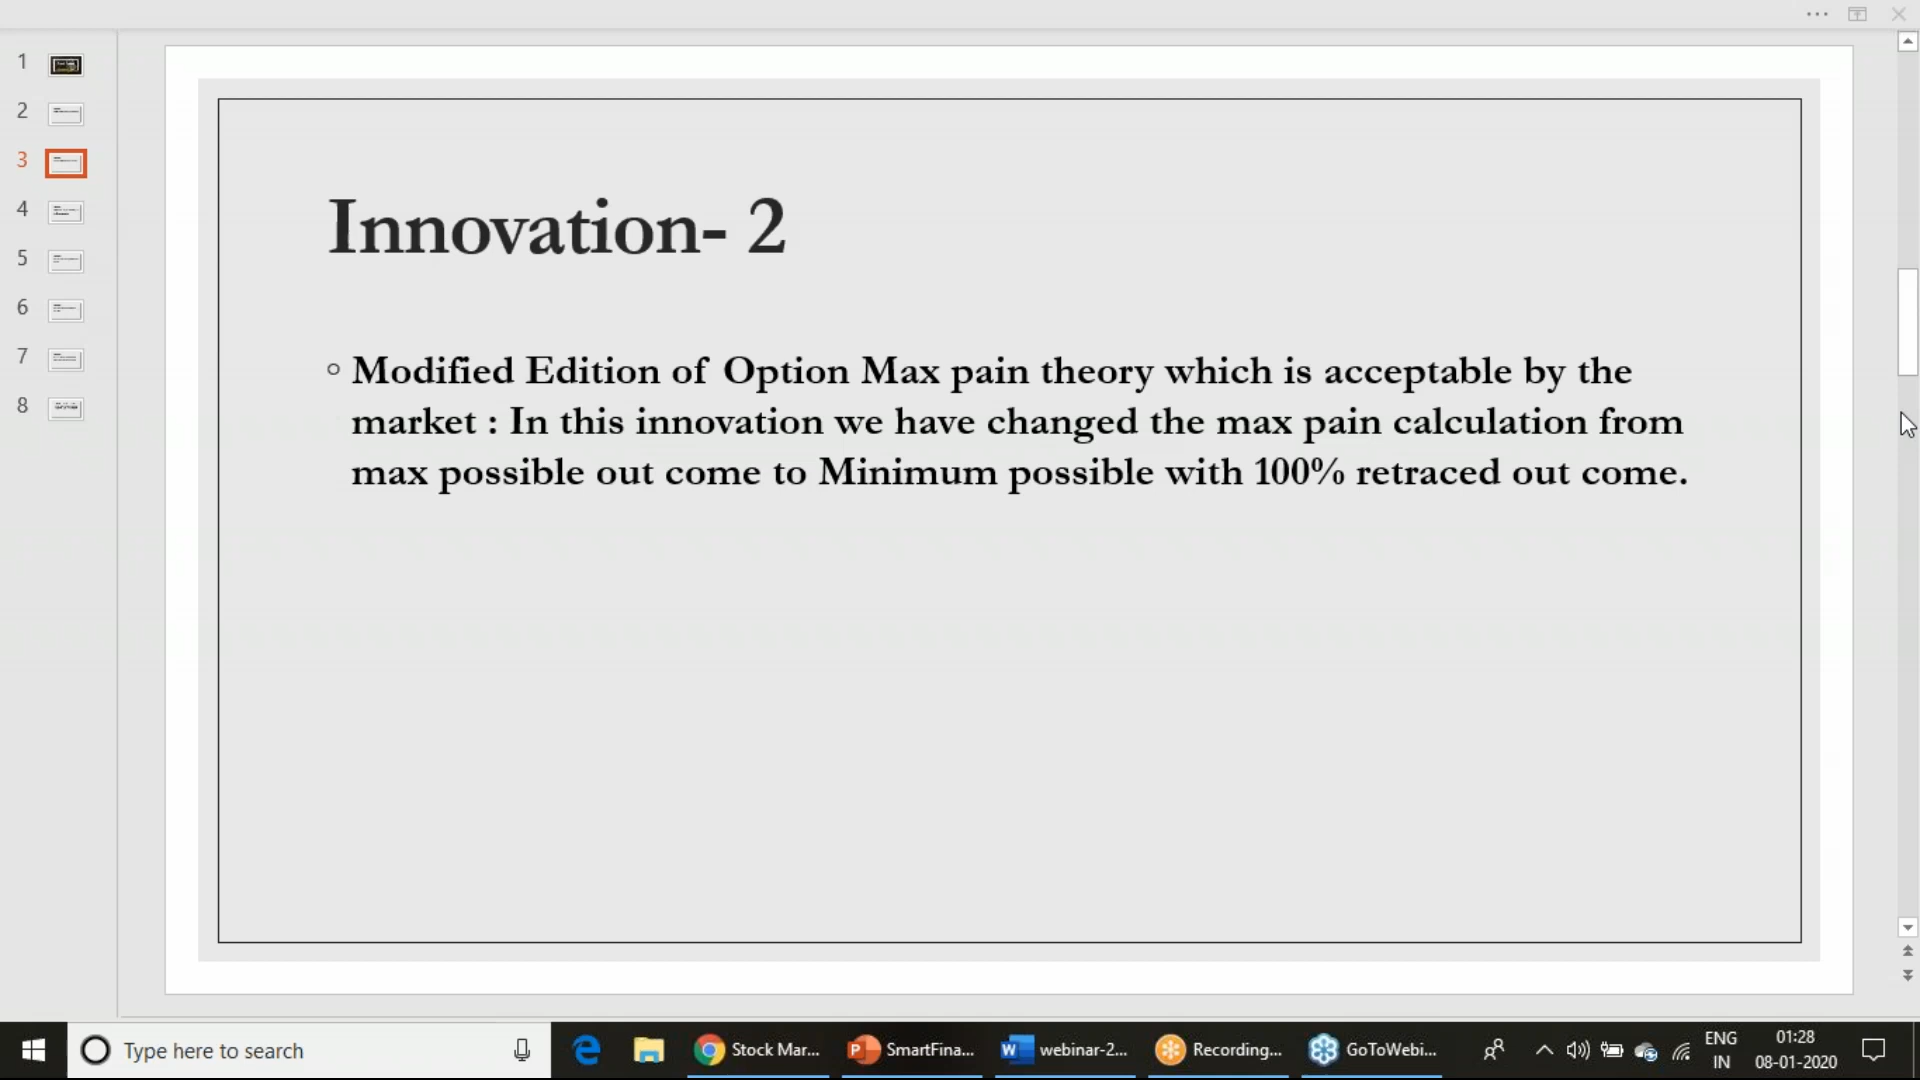 1
2
3
4
5
6
7
8
Innovation- 2
Modified Edition of Option Max pain theory which is acceptable by the
market : In this innovation we have changed the max pain calculation from
max possible out come to Minimum possible with 100% retraced out come.
Type here to search
Stock Mar...
SmartFina...
webinar-2...
Recording...
GoToWebi...
ENG
IN
01:28
08-01-2020